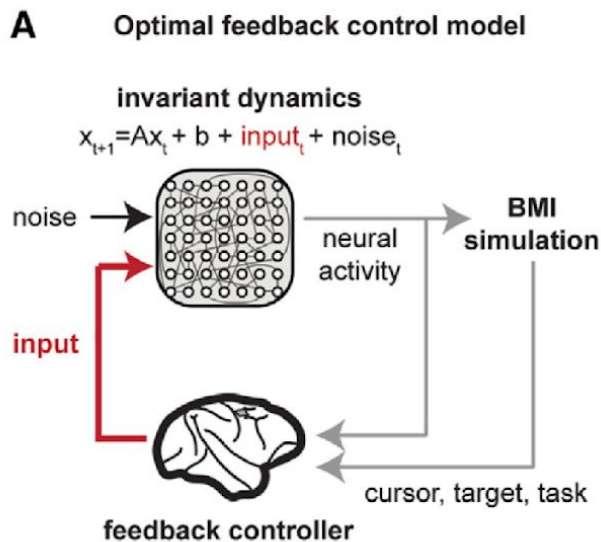 A Optimal feedback control model
invariant dynamics
xₜ₊₁=Axₜ + b + inputₜ + noiseₜ
noise
neural
activity
BMI
simulation
input
cursor, target, task
feedback controller